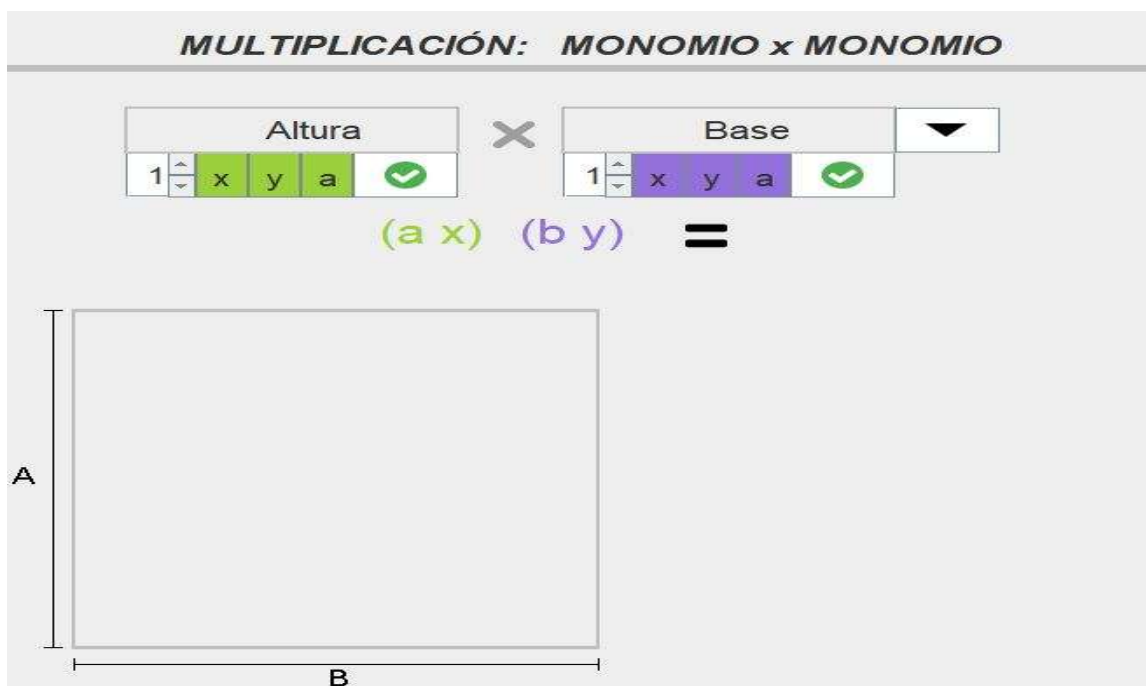 MULTIPLICACIÓN: MONOMIO x MONOMIO
Altura Base
1 x y a 1 x y a
(a x) (b y) =
A
B